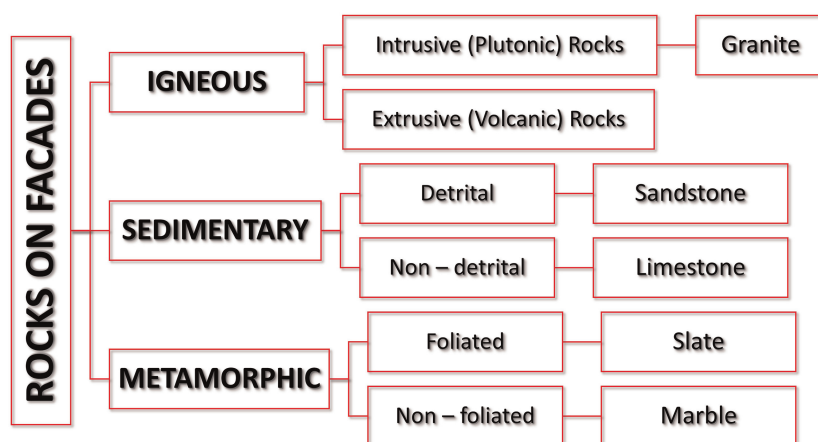 ROCKS ON FACADES
IGNEOUS
Intrusive (Plutonic) Rocks
Granite
Extrusive (Volcanic) Rocks
SEDIMENTARY
Detrital
Sandstone
Non – detrital
Limestone
METAMORPHIC
Foliated
Slate
Non – foliated
Marble